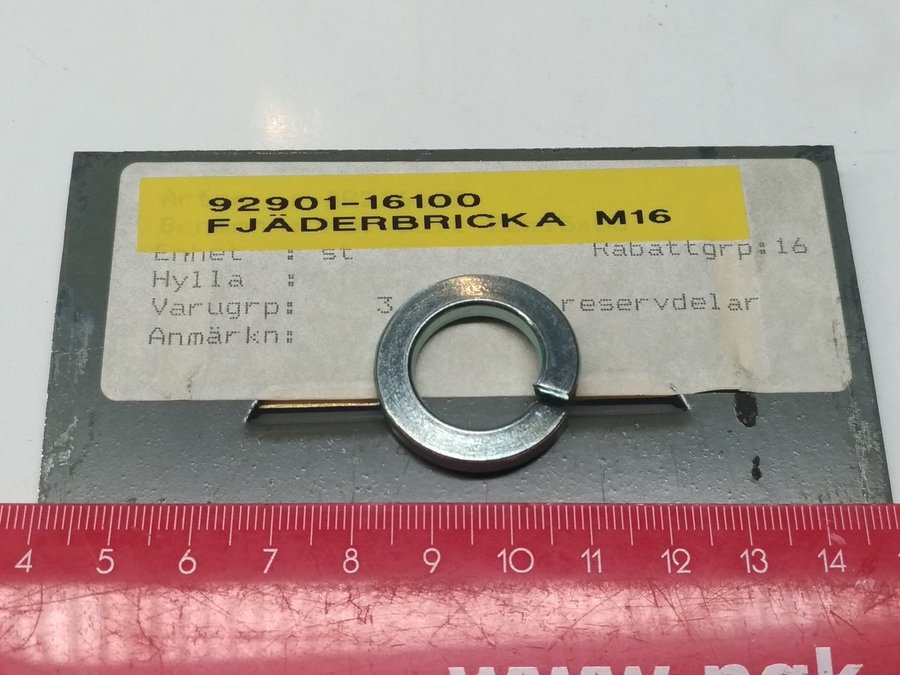 92901-16100
FJÄDERBRICKA M16
Enhet : st Rabattgrp:16
Hylla :
Varugrp: 3 reservdelar
Anmärkn:
4 5 6 7 8 9 10 11 12 13 14